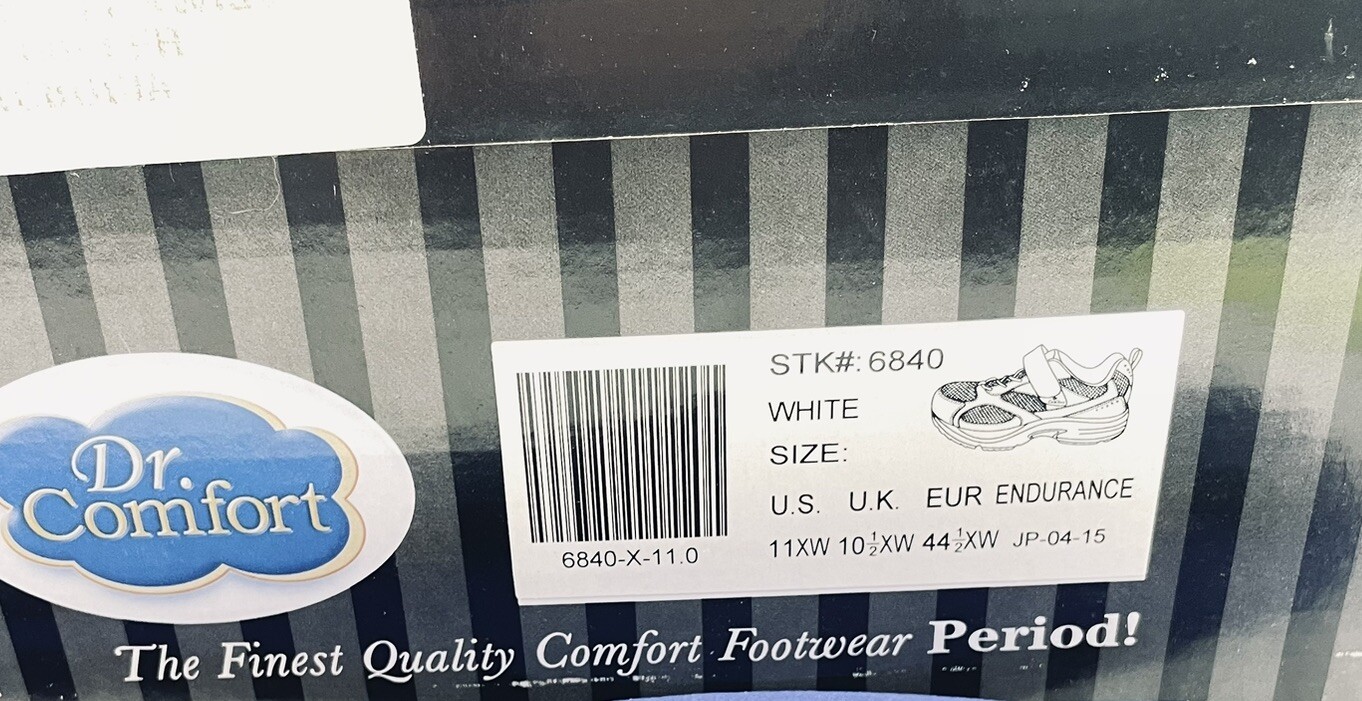 Dr.
Comfort
STK#: 6840
WHITE
SIZE:
U.S. U.K. EUR ENDURANCE
11XW 10½XW 44½XW JP-04-15
6840-X-11.0
The Finest Quality Comfort Footwear Period!